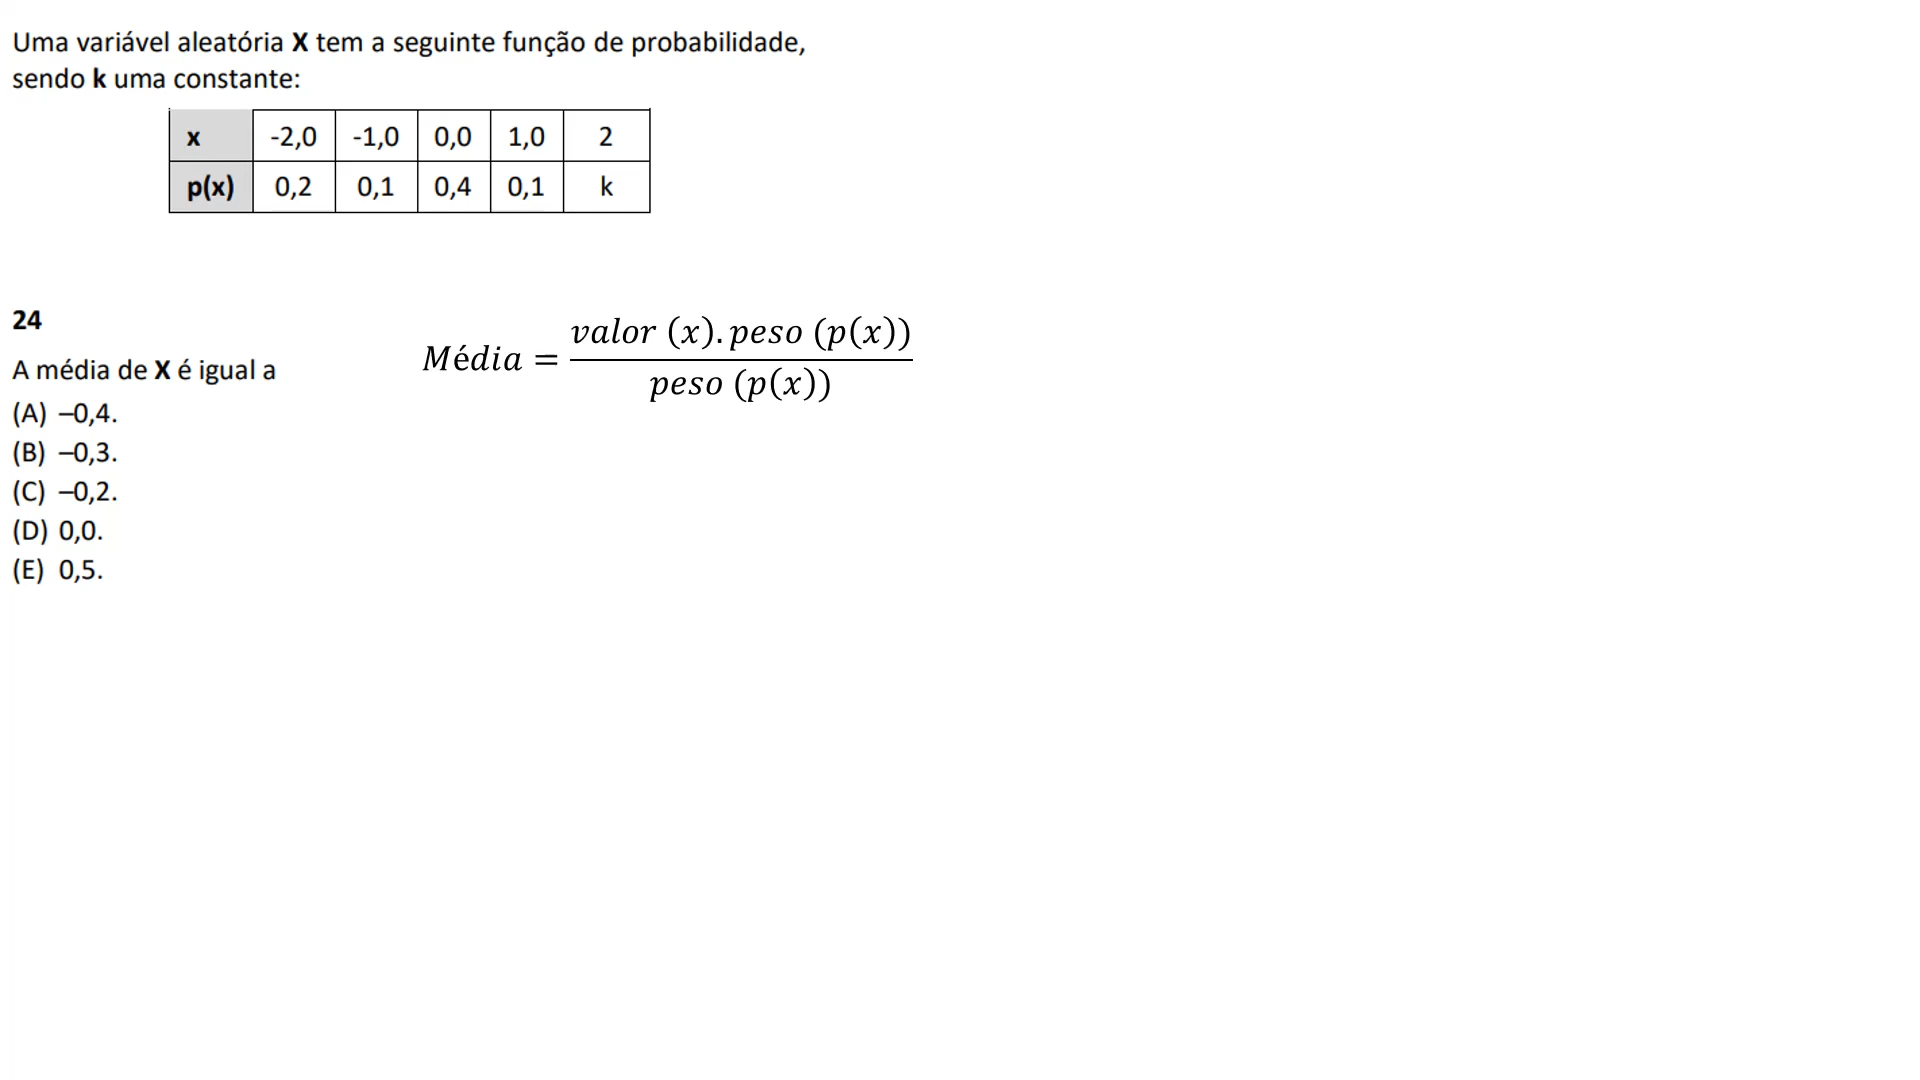 Uma variável aleatória X tem a seguinte função de probabilidade,
sendo k uma constante:
x -2,0 -1,0 0,0 1,0 2
p(x) 0,2 0,1 0,4 0,1 k
24
A média de X é igual a
(A) –0,4.
(B) –0,3.
(C) –0,2.
(D) 0,0.
(E) 0,5.
Média = valor (x). peso (p(x))
peso (p(x))